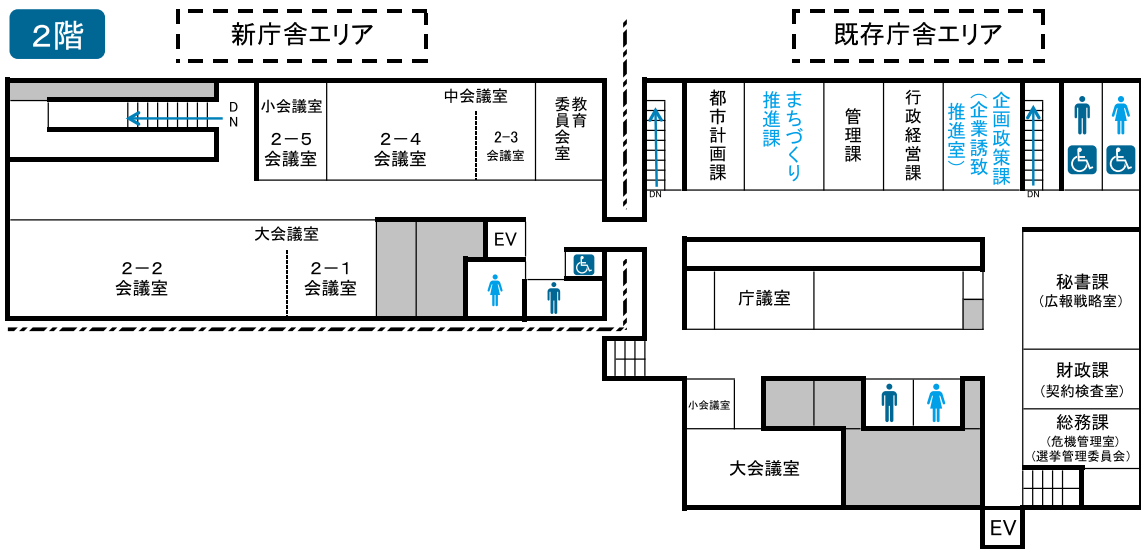 2階
新庁舎エリア
既存庁舎エリア
DN
小会議室
2-5
会議室
中会議室
2-4
会議室
2-3
会議室
教育
委員会室
大会議室
2-2
会議室
2-1
会議室
EV
DN
都市計画課
まちづくり
推進課
管理課
行政経営課
企画政策課
(企業誘致
推進室)
DN
庁議室
秘書課
(広報戦略室)
財政課
(契約検査室)
総務課
(危機管理室)
(選挙管理委員会)
小会議室
大会議室
EV